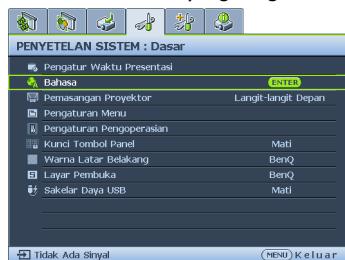 PENYETELAN SISTEM : Dasar
Pengatur Waktu Presentasi
Bahasa ENTER
Pemasangan Proyektor Langit-langit Depan
Pengaturan Menu
Pengaturan Pengoperasian
Kunci Tombol Panel Mati
Warna Latar Belakang BenQ
Layar Pembuka BenQ
Sakelar Daya USB Mati
Tidak Ada Sinyal MENU Keluar